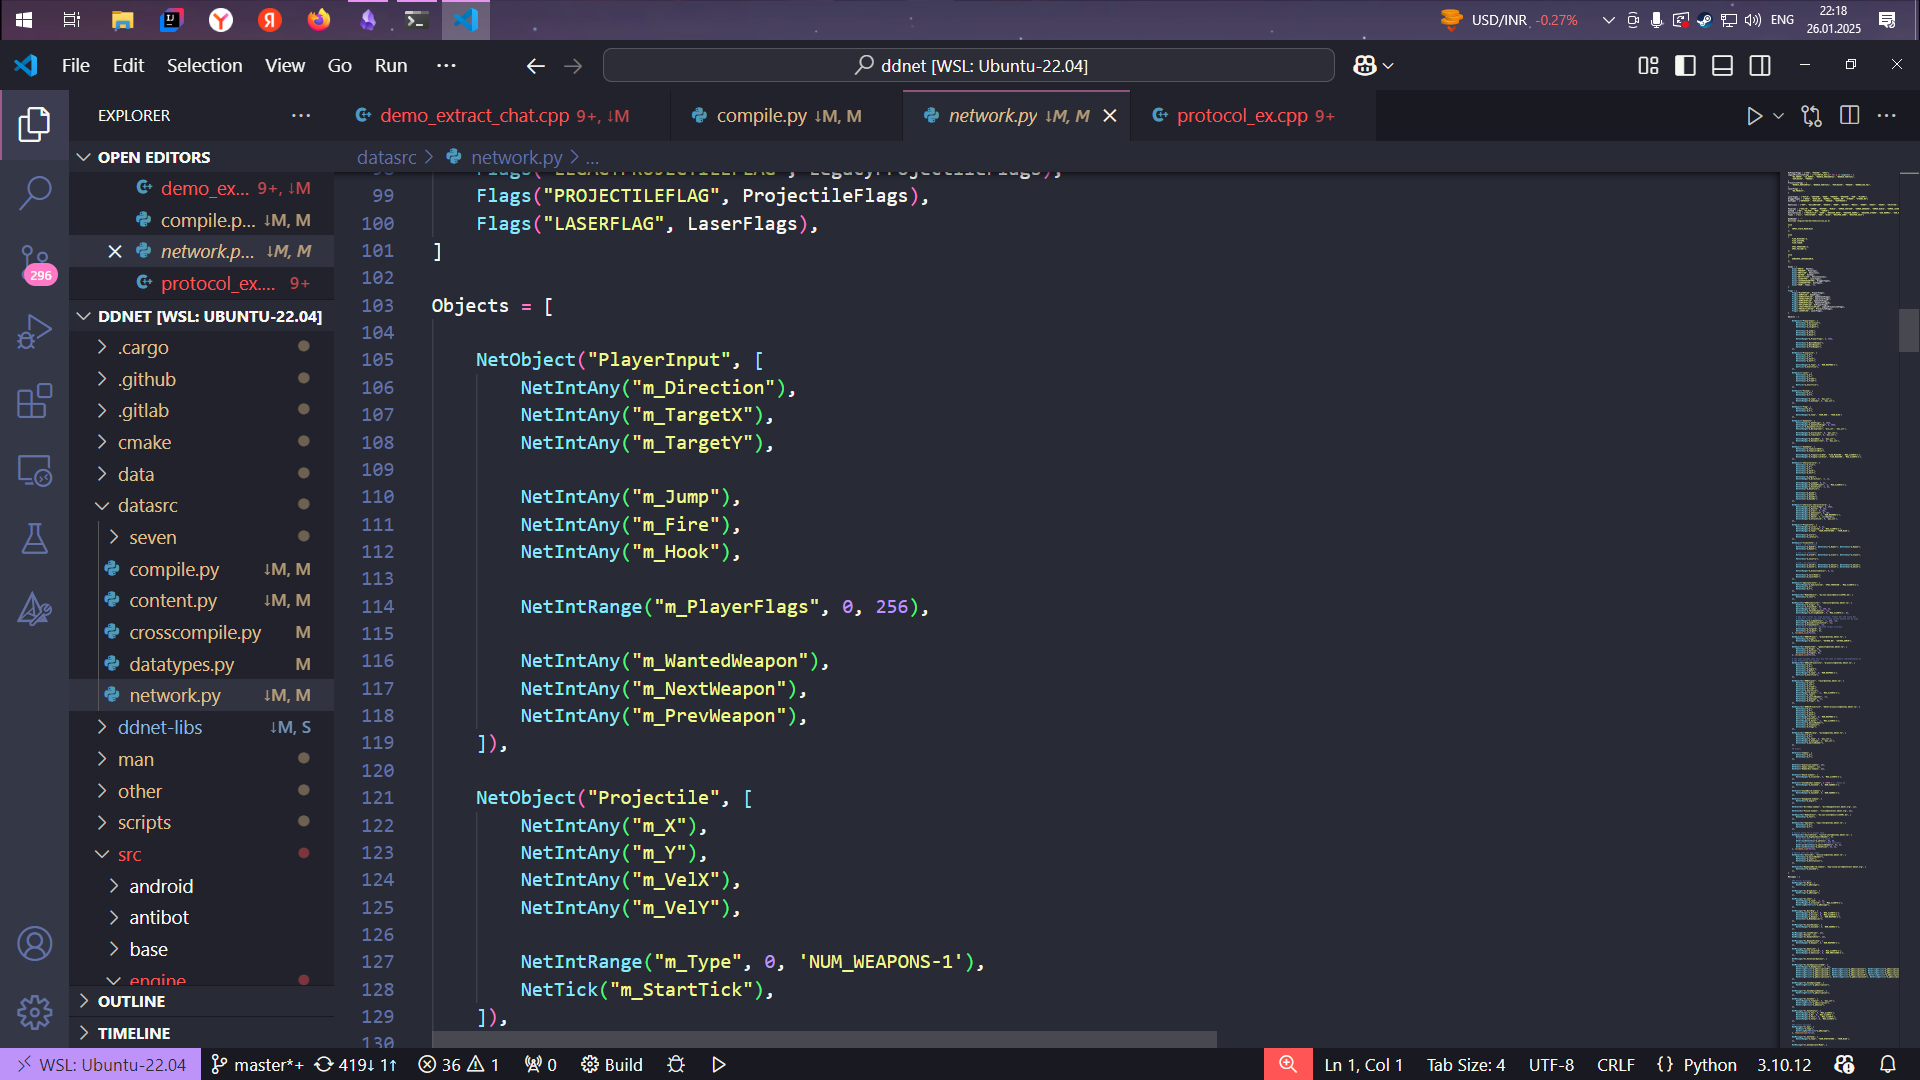 USD/INR -0.27%
ENG
22:18
26.01.2025
File Edit Selection View Go Run ···
ddnet [WSL: Ubuntu-22.04]
EXPLORER ···
demo_extract_chat.cpp 9+, ↓M
compile.py ↓M, M
network.py ↓M, M
protocol_ex.cpp 9+
OPEN EDITORS
demo_ex... 9+, ↓M
compile.p... ↓M, M
network.p... ↓M, M
protocol_ex.... 9+
DDNET [WSL: UBUNTU-22.04]
.cargo
.github
.gitlab
cmake
data
datasrc
seven
compile.py ↓M, M
content.py ↓M, M
crosscompile.py M
datatypes.py M
network.py ↓M, M
ddnet-libs ↓M, S
man
other
scripts
src
android
antibot
base
engine
OUTLINE
TIMELINE
296
datasrc > network.py > ...
98 Flags("LEGACYPROJECTILEFLAG", LegacyProjectileFlags),
99 Flags("PROJECTILEFLAG", ProjectileFlags),
100 Flags("LASERFLAG", LaserFlags),
101 ]
102
103 Objects = [
104
105 NetObject("PlayerInput", [
106 NetIntAny("m_Direction"),
107 NetIntAny("m_TargetX"),
108 NetIntAny("m_TargetY"),
109
110 NetIntAny("m_Jump"),
111 NetIntAny("m_Fire"),
112 NetIntAny("m_Hook"),
113
114 NetIntRange("m_PlayerFlags", 0, 256),
115
116 NetIntAny("m_WantedWeapon"),
117 NetIntAny("m_NextWeapon"),
118 NetIntAny("m_PrevWeapon"),
119 ]),
120
121 NetObject("Projectile", [
122 NetIntAny("m_X"),
123 NetIntAny("m_Y"),
124 NetIntAny("m_VelX"),
125 NetIntAny("m_VelY"),
126
127 NetIntRange("m_Type", 0, 'NUM_WEAPONS-1'),
128 NetTick("m_StartTick"),
129 ]),
130
WSL: Ubuntu-22.04 master*+ 419↓ 1↑ 36 1 0 Build
Ln 1, Col 1 Tab Size: 4 UTF-8 CRLF {} Python 3.10.12